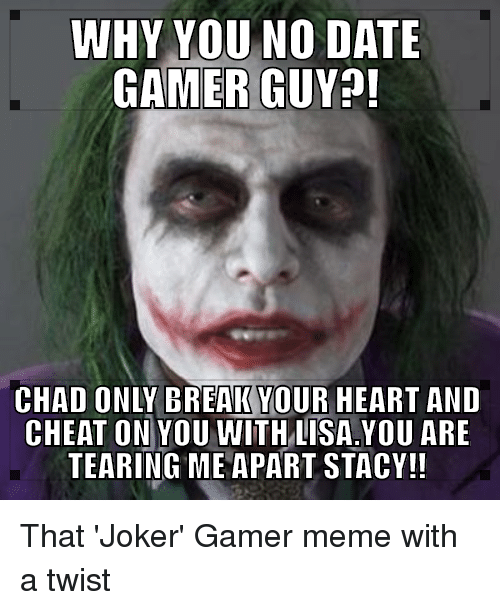 WHY YOU NO DATE
GAMER GUY?!
CHAD ONLY BREAK YOUR HEART AND
CHEAT ON YOU WITH LISA.YOU ARE
TEARING ME APART STACY!!
That 'Joker' Gamer meme with
a twist